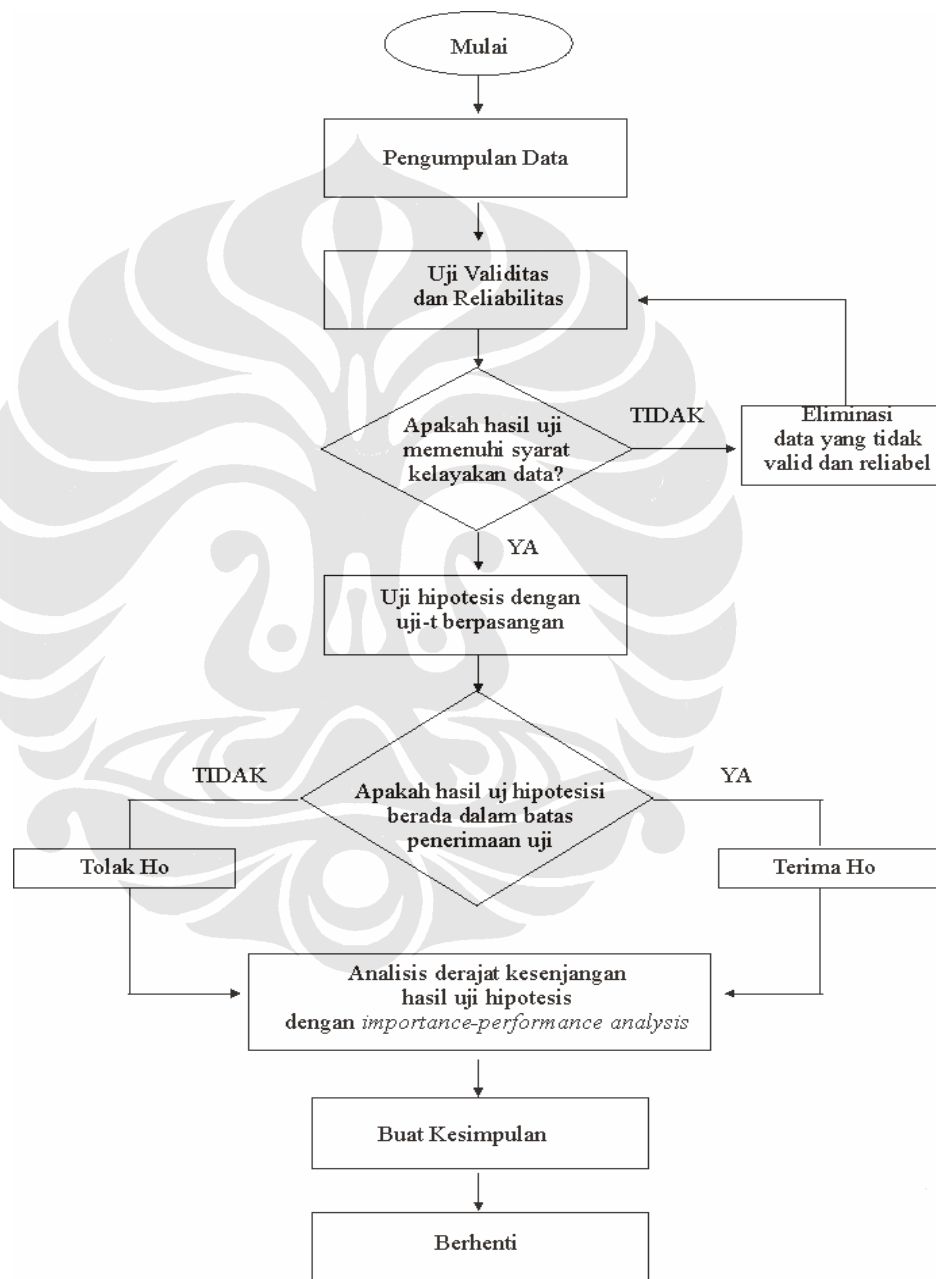 Mulai
Pengumpulan Data
Uji Validitas
dan Reliabilitas
Apakah hasil uji
memenuhi syarat
kelayakan data?
TIDAK
Eliminasi
data yang tidak
valid dan reliabel
YA
Uji hipotesis dengan
uji-t berpasangan
TIDAK
YA
Apakah hasil uj hipotesisi
berada dalam batas
penerimaan uji
Tolak Ho
Terima Ho
Analisis derajat kesenjangan
hasil uji hipotesis
dengan importance-performance analysis
Buat Kesimpulan
Berhenti